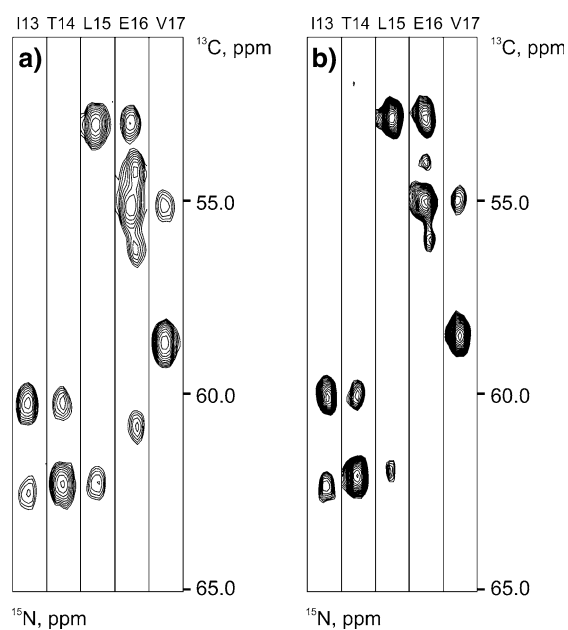 I13 T14 L15 E16 V17 I13 T14 L15 E16 V17
a) ¹³C, ppm b) ¹³C, ppm
55.0 55.0
60.0 60.0
65.0 65.0
¹⁵N, ppm ¹⁵N, ppm